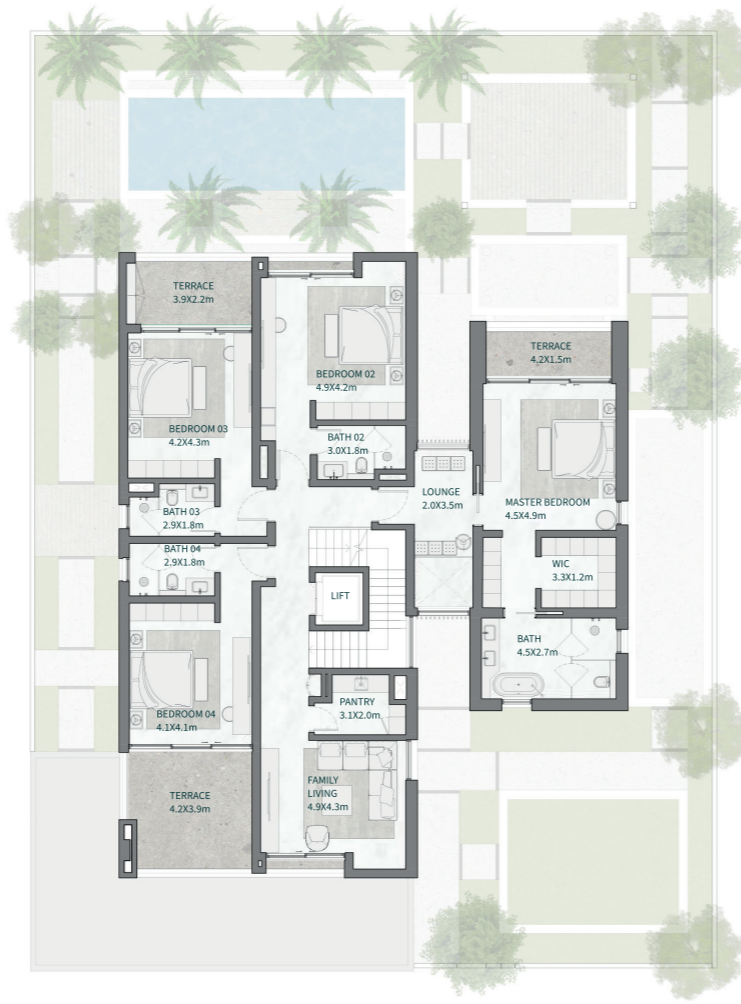 TERRACE
3.9X2.2m
BEDROOM 02
4.9X4.2m
TERRACE
4.2X1.5m
BEDROOM 03
4.2X4.3m
BATH 02
3.0X1.8m
LOUNGE
2.0X3.5m
MASTER BEDROOM
4.5X4.9m
BATH 03
2.9X1.8m
BATH 04
2.9X1.8m
WIC
3.3X1.2m
LIFT
BATH
4.5X2.7m
BEDROOM 04
4.1X4.1m
PANTRY
3.1X2.0m
TERRACE
4.2X3.9m
FAMILY
LIVING
4.9X4.3m